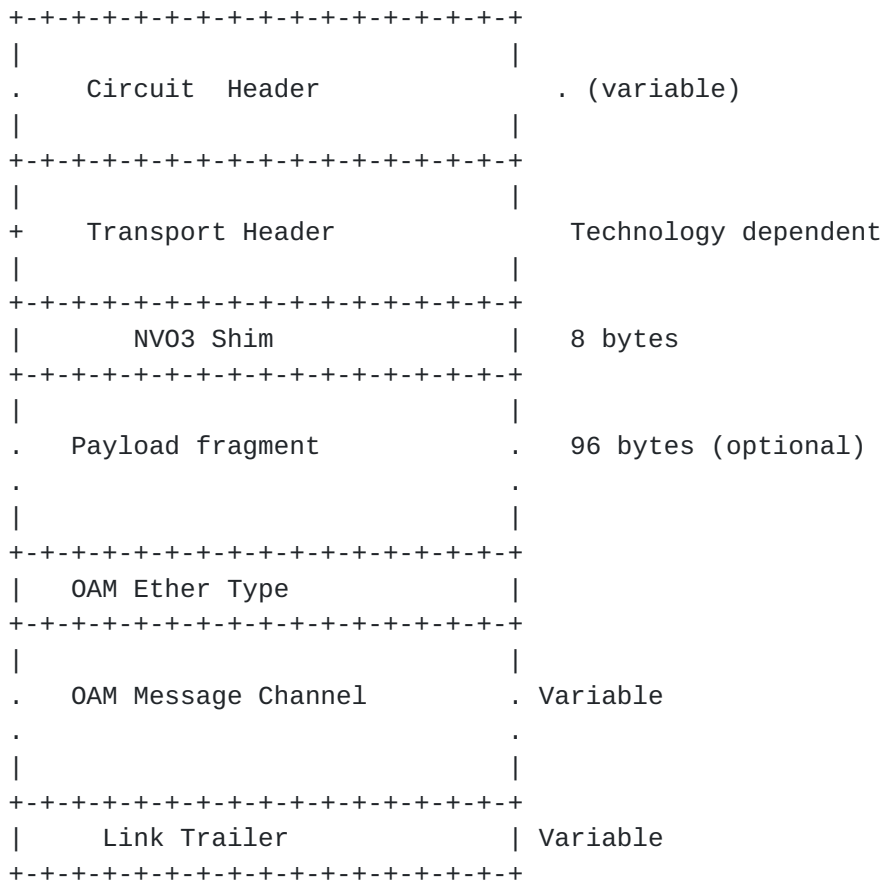 +-+-+-+-+-+-+-+-+-+-+-+-+-+-+-+-+
|                               |
.    Circuit  Header               . (variable)
|                               |
+-+-+-+-+-+-+-+-+-+-+-+-+-+-+-+-+
|                               |
+    Transport Header               Technology dependent
|                               |
+-+-+-+-+-+-+-+-+-+-+-+-+-+-+-+-+
|       NVO3 Shim               |   8 bytes
+-+-+-+-+-+-+-+-+-+-+-+-+-+-+-+-+
|                               |
.   Payload fragment            .   96 bytes (optional)
.                               .
|                               |
+-+-+-+-+-+-+-+-+-+-+-+-+-+-+-+-+
|   OAM Ether Type              |
+-+-+-+-+-+-+-+-+-+-+-+-+-+-+-+-+
|                               |
.   OAM Message Channel         . Variable
.                               .
|                               |
+-+-+-+-+-+-+-+-+-+-+-+-+-+-+-+-+
|     Link Trailer              | Variable
+-+-+-+-+-+-+-+-+-+-+-+-+-+-+-+-+